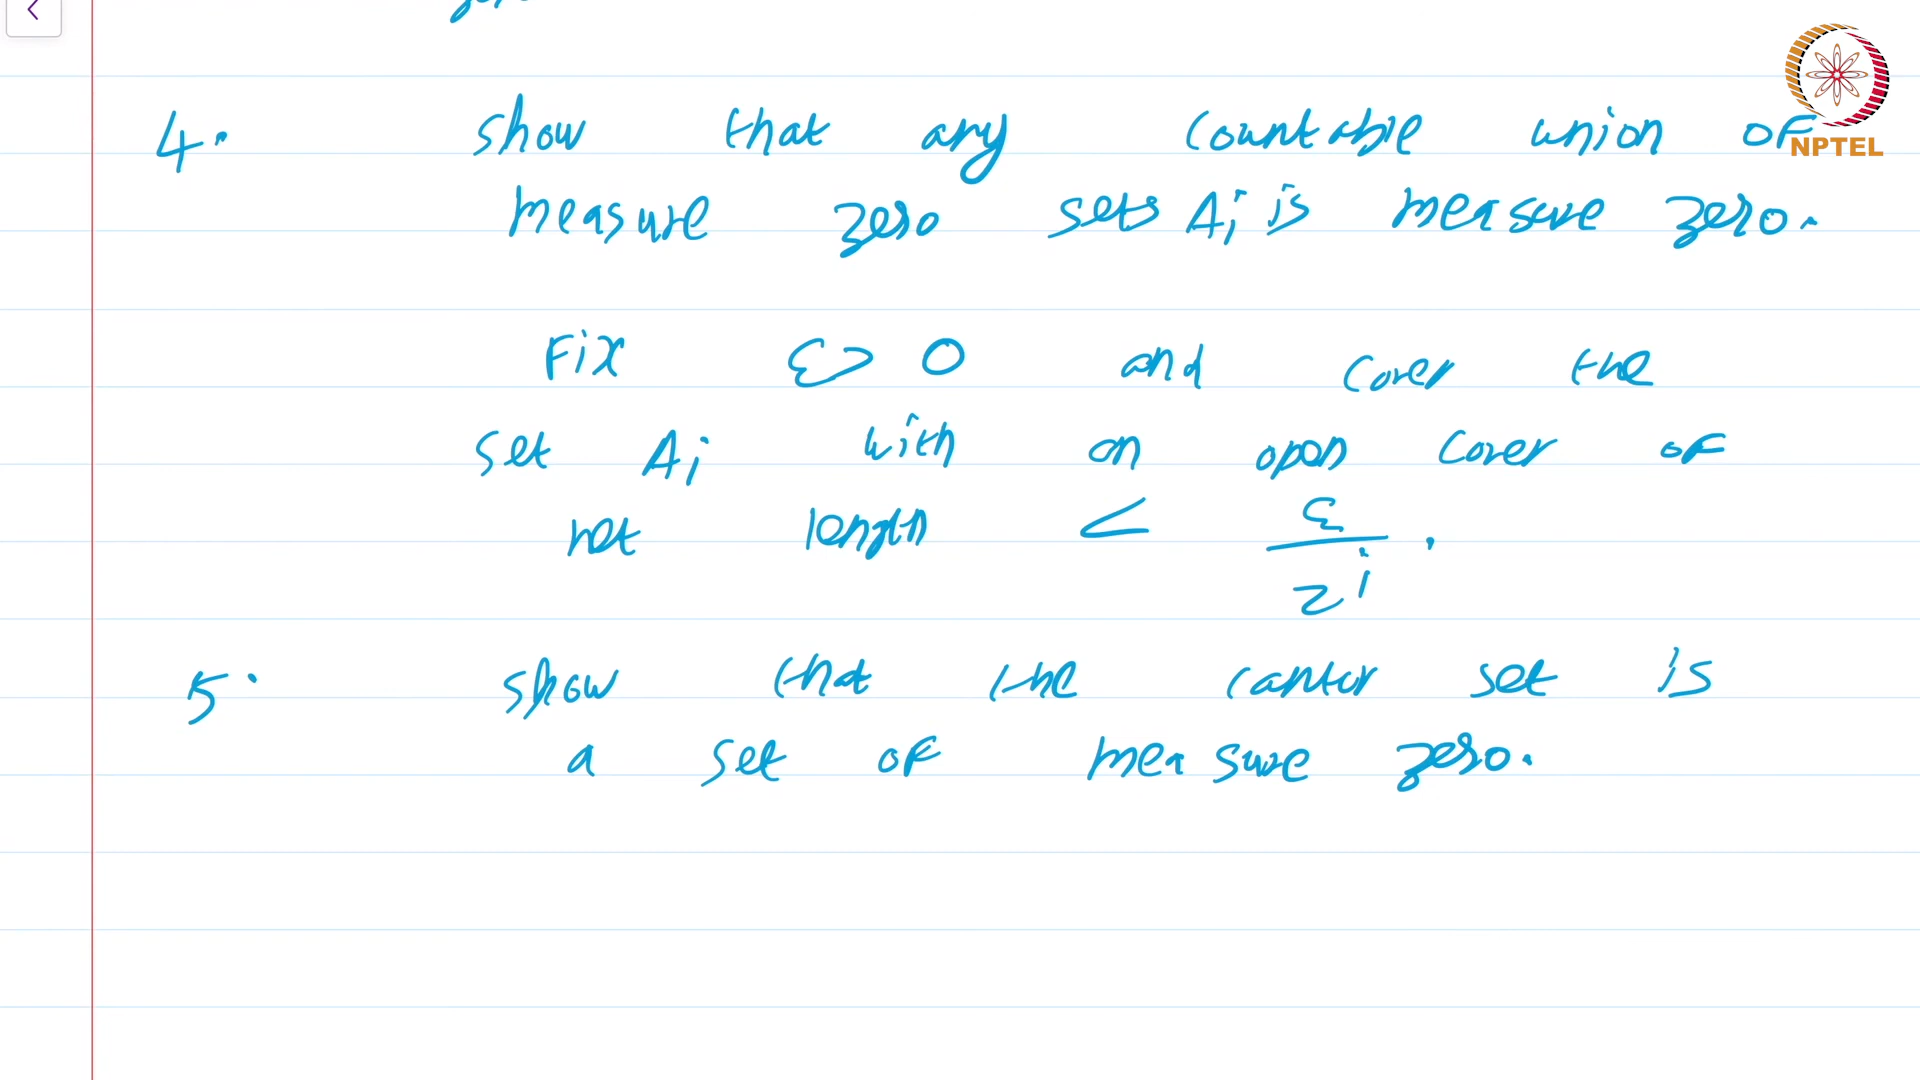 NPTEL
4. show that any countable union of
measure zero sets Ai is measure zero.
Fix ε > 0 and cover the
set Ai with an open cover of
net length < ε/2^i.
5. show that the cantor set is
a set of measure zero.